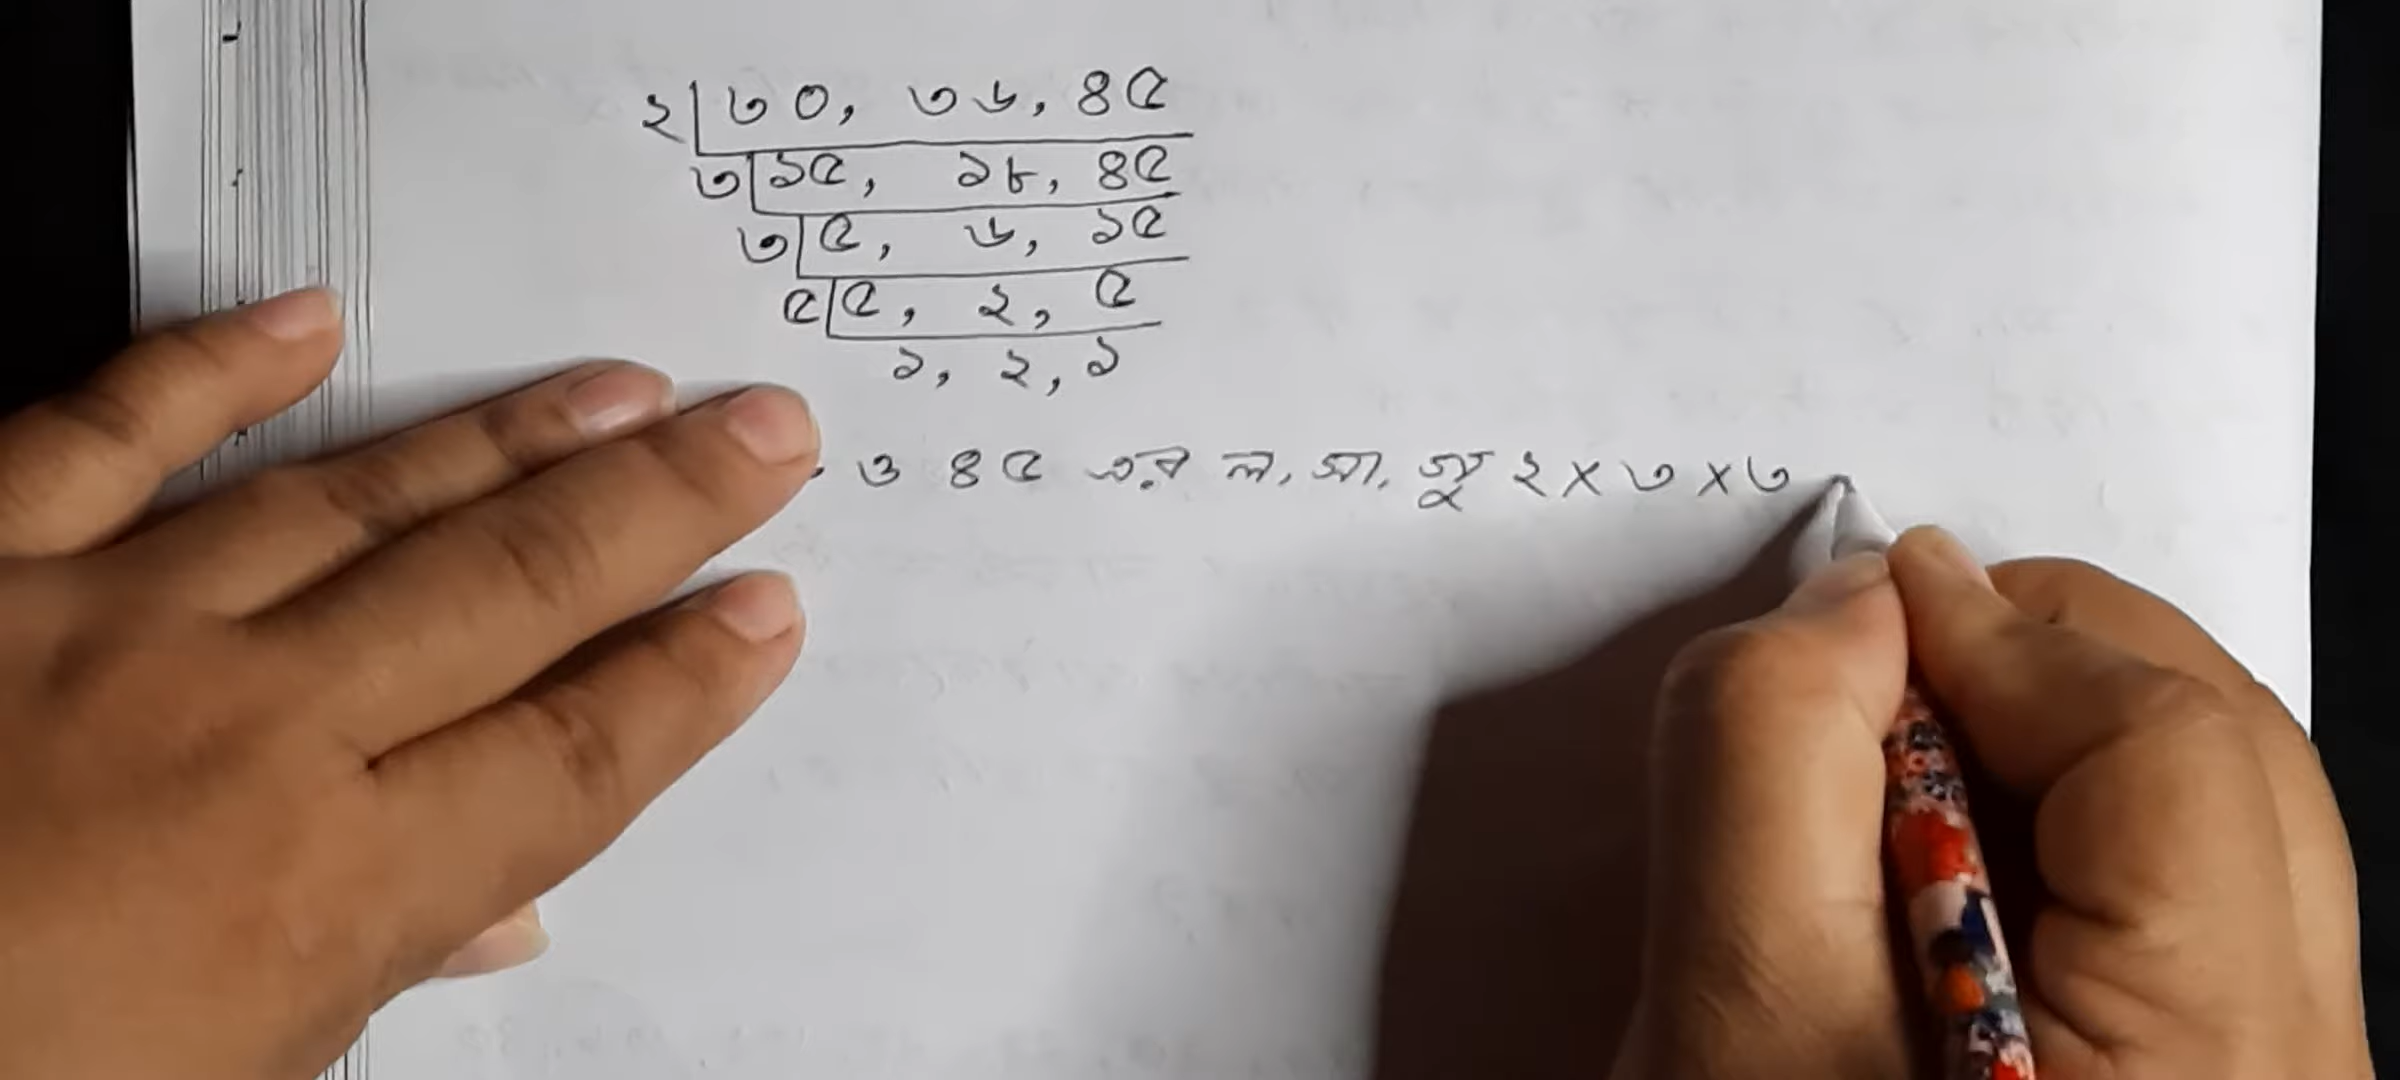 ২ ৩০, ৩৬, ৪৫
৩ ১৫, ১৮, ৪৫
৩ ৫, ৬, ১৫
৫ ৫, ২, ৫
১, ২, ১
ও ৪৫ এর ল. সা. গু ২ × ৩ × ৩